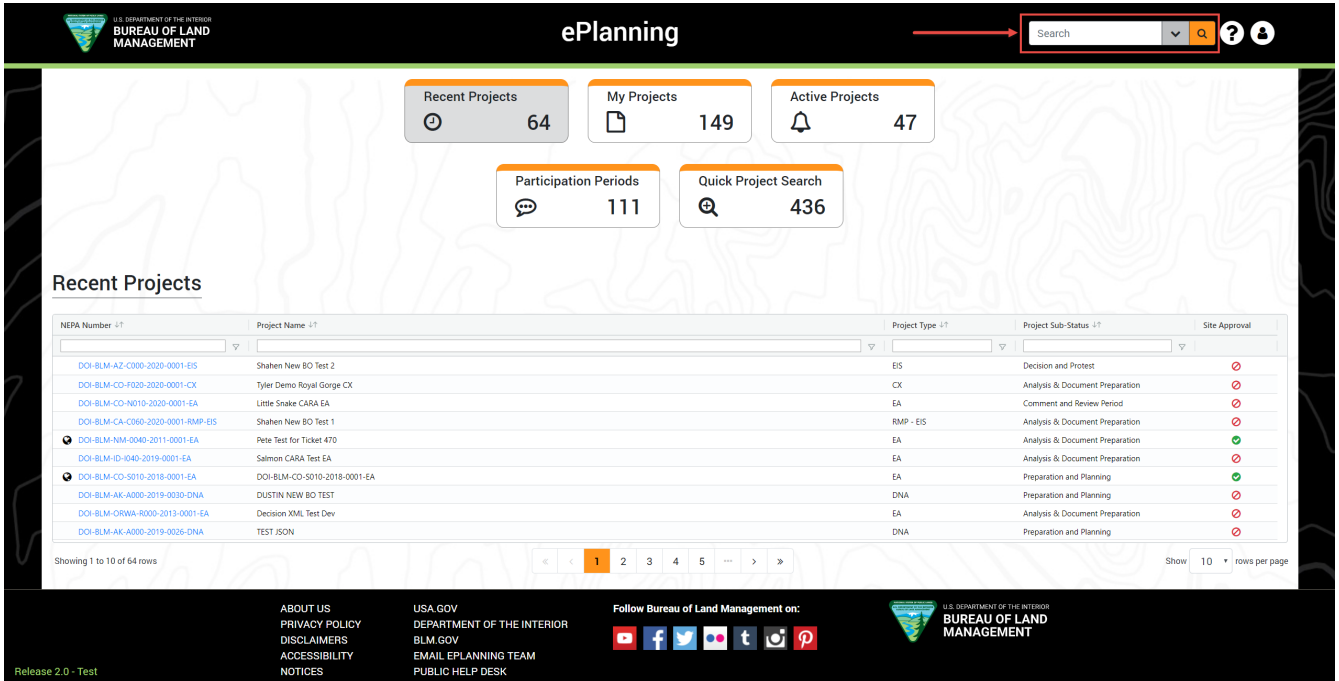 U.S. DEPARTMENT OF THE INTERIOR
BUREAU OF LAND
MANAGEMENT
ePlanning
Search
Recent Projects
64
My Projects
149
Active Projects
47
Participation Periods
111
Quick Project Search
436
Recent Projects
NEPA Number Project Name Project Type Project Sub-Status Site Approval
DOI-BLM-AZ-C000-2020-0001-EIS Shahen New BO Test 2 EIS Decision and Protest
DOI-BLM-CO-F020-2020-0001-CX Tyler Demo Royal Gorge CX CX Analysis & Document Preparation
DOI-BLM-CO-N010-2020-0001-EA Little Snake CARA EA EA Comment and Review Period
DOI-BLM-CA-C060-2020-0001-RMP-EIS Shahen New BO Test 1 RMP - EIS Analysis & Document Preparation
DOI-BLM-NM-0040-2011-0001-EA Pete Test for Ticket 470 EA Analysis & Document Preparation
DOI-BLM-ID-I040-2019-0001-EA Salmon CARA Test EA EA Analysis & Document Preparation
DOI-BLM-CO-S010-2018-0001-EA DOI-BLM-CO-S010-2018-0001-EA EA Preparation and Planning
DOI-BLM-AK-A000-2019-0030-DNA DUSTIN NEW BO TEST DNA Preparation and Planning
DOI-BLM-ORWA-R000-2013-0001-EA Decision XML Test Dev EA Analysis & Document Preparation
DOI-BLM-AK-A000-2019-0026-DNA TEST JSON DNA Preparation and Planning
Showing 1 to 10 of 64 rows « ‹ 1 2 3 4 5 ... › » Show 10 rows per page
ABOUT US
PRIVACY POLICY
DISCLAIMERS
ACCESSIBILITY
NOTICES
USA.GOV
DEPARTMENT OF THE INTERIOR
BLM.GOV
EMAIL EPLANNING TEAM
PUBLIC HELP DESK
Follow Bureau of Land Management on:
U.S. DEPARTMENT OF THE INTERIOR
BUREAU OF LAND
MANAGEMENT
Release 2.0 - Test